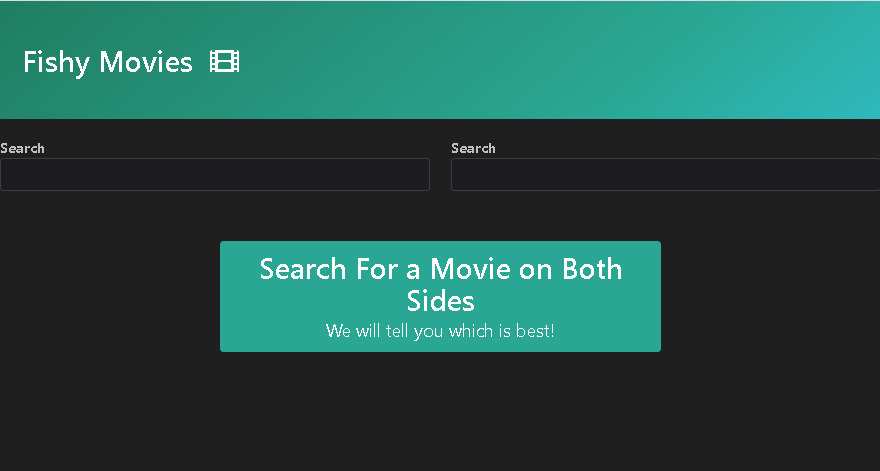 Fishy Movies
Search
Search
Search For a Movie on Both
Sides
We will tell you which is best!